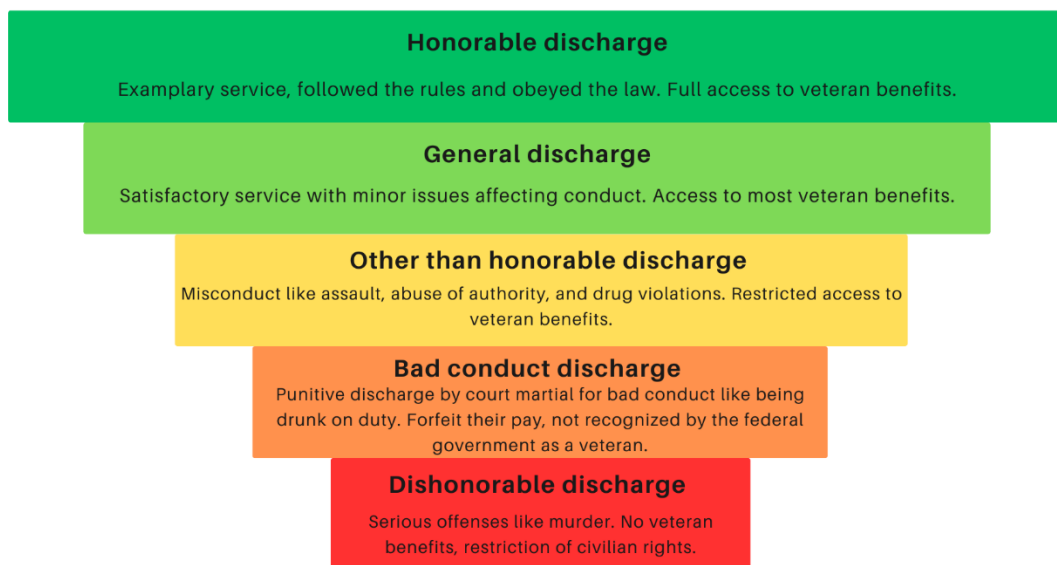 Honorable discharge
Examplary service, followed the rules and obeyed the law. Full access to veteran benefits.
General discharge
Satisfactory service with minor issues affecting conduct. Access to most veteran benefits.
Other than honorable discharge
Misconduct like assault, abuse of authority, and drug violations. Restricted access to
veteran benefits.
Bad conduct discharge
Punitive discharge by court martial for bad conduct like being
drunk on duty. Forfeit their pay, not recognized by the federal
government as a veteran.
Dishonorable discharge
Serious offenses like murder. No veteran
benefits, restriction of civilian rights.